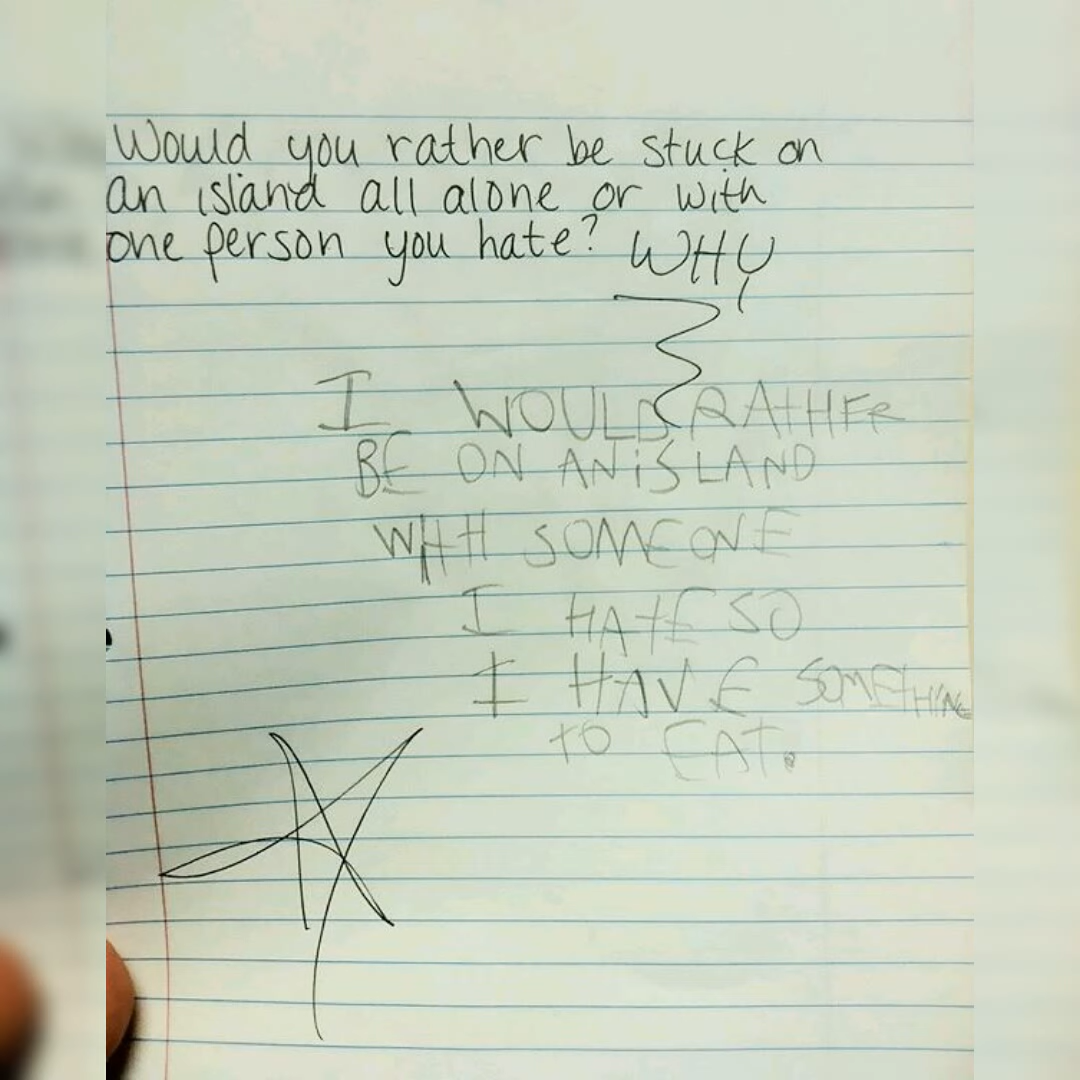 Would you rather be stuck on
an island all alone or with
one person you hate? WHY
I WOULD RATHER
BE ON AN iSLAND
WITH SOMEONE
I HATE SO
I HAVE SOMETHING
TO EAT.